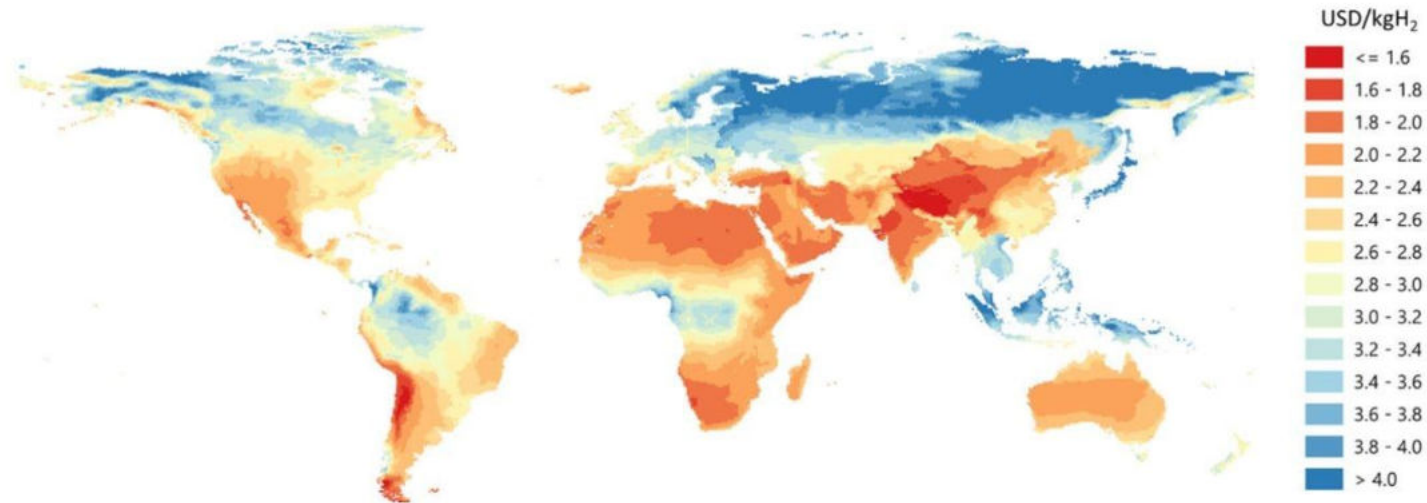 USD/kgH₂
<= 1.6
1.6 - 1.8
1.8 - 2.0
2.0 - 2.2
2.2 - 2.4
2.4 - 2.6
2.6 - 2.8
2.8 - 3.0
3.0 - 3.2
3.2 - 3.4
3.4 - 3.6
3.6 - 3.8
3.8 - 4.0
> 4.0